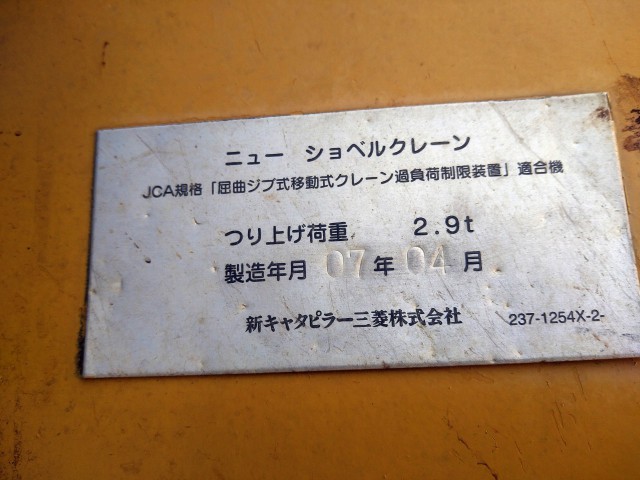 ニュー ショベルクレーン
JCA規格「屈曲ジブ式移動式クレーン過負荷制限装置」適合機
つり上げ荷重 2.9t
製造年月 07年 04月
新キャタピラー三菱株式会社 237-1254X-2-